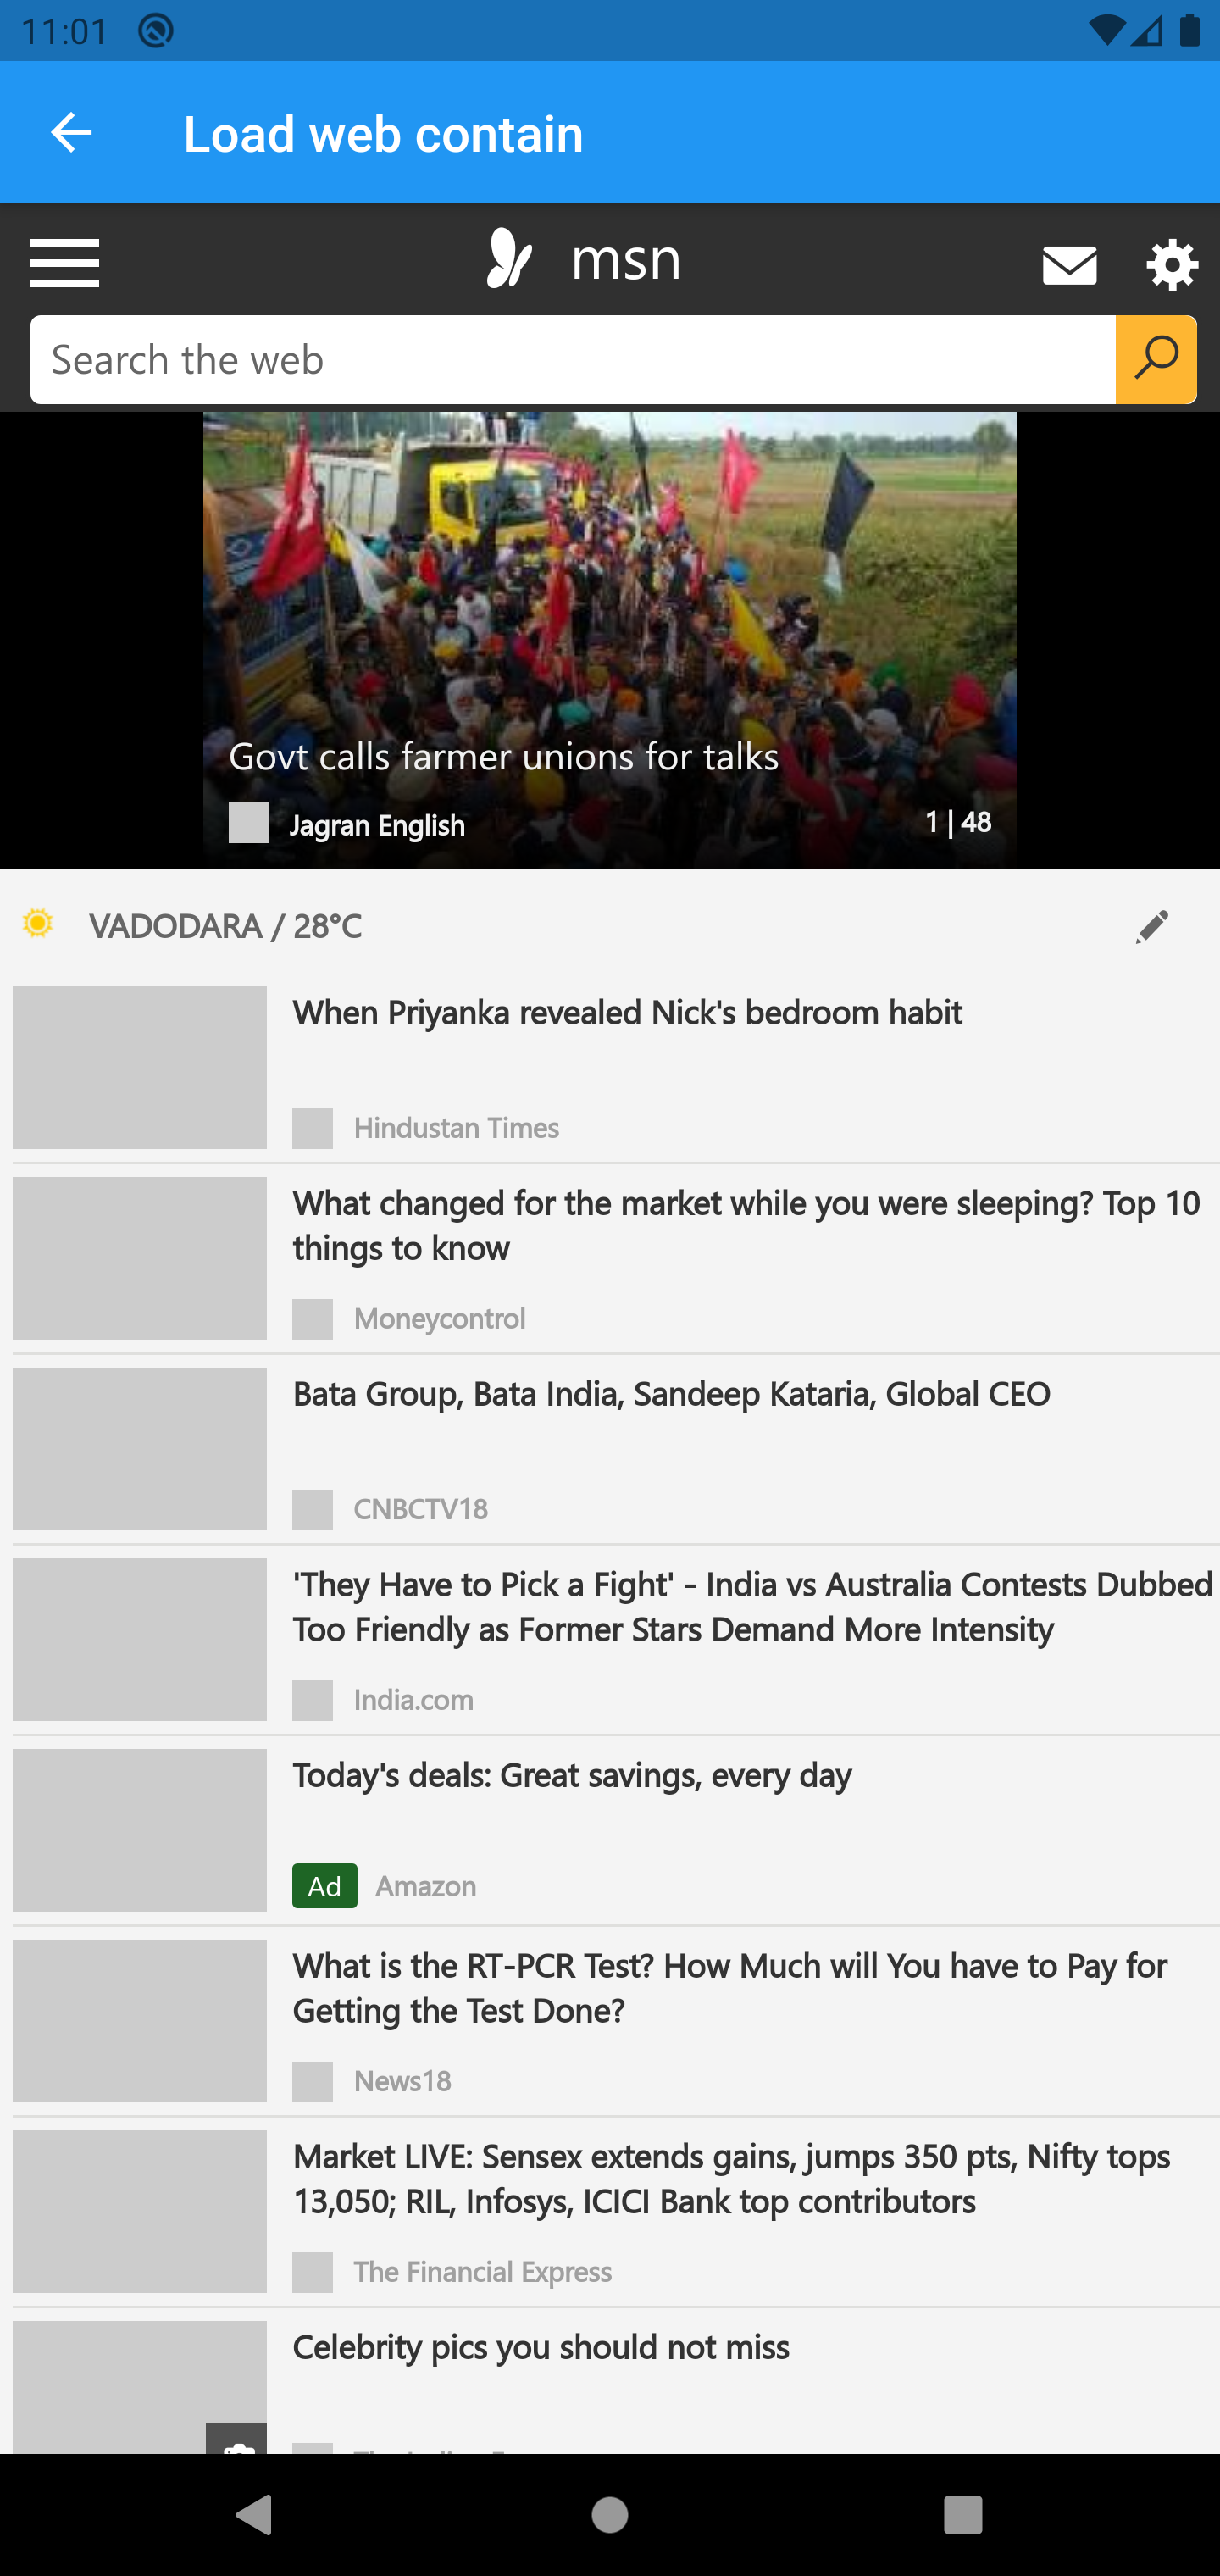 11:01
Load web contain
msn
Search the web
Govt calls farmer unions for talks
Jagran English
1 | 48
VADODARA / 28°C
When Priyanka revealed Nick's bedroom habit
Hindustan Times
What changed for the market while you were sleeping? Top 10
things to know
Moneycontrol
Bata Group, Bata India, Sandeep Kataria, Global CEO
CNBCTV18
'They Have to Pick a Fight' - India vs Australia Contests Dubbed
Too Friendly as Former Stars Demand More Intensity
India.com
Today's deals: Great savings, every day
Ad Amazon
What is the RT-PCR Test? How Much will You have to Pay for
Getting the Test Done?
News18
Market LIVE: Sensex extends gains, jumps 350 pts, Nifty tops
13,050; RIL, Infosys, ICICI Bank top contributors
The Financial Express
Celebrity pics you should not miss